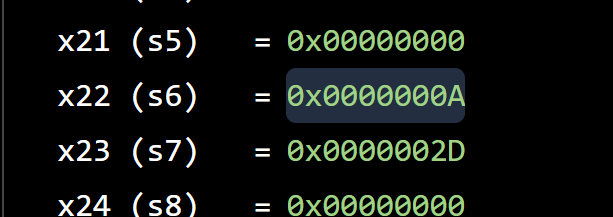 x21 (s5) = 0x00000000
x22 (s6) = 0x0000000A
x23 (s7) = 0x0000002D
x24 (s8) = 0x00000000